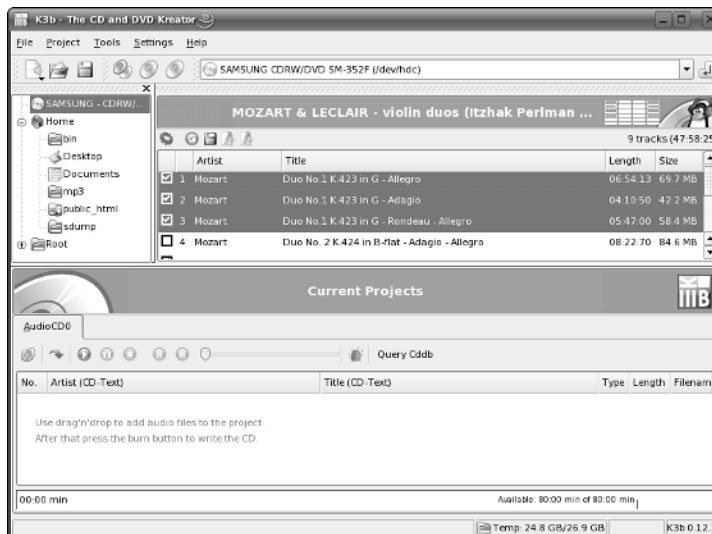 K3b - The CD and DVD Kreator
File Project Tools Settings Help
SAMSUNG CDRW/DVD SM-352F (/dev/hdc)
SAMSUNG - CDRW/...
Home
bin
Desktop
Documents
mp3
public_html
sdump
Root
MOZART & LECLAIR - violin duos (Itzhak Perlman ...
9 tracks (47:58:25
Artist Title Length Size
1 Mozart Duo No.1 K.423 in G - Allegro 06:54:13 69.7 MB
2 Mozart Duo No.1 K.423 in G - Adagio 04:10:50 42.2 MB
3 Mozart Duo No.1 K.423 in G - Rondeau - Allegro 05:47:00 58.4 MB
4 Mozart Duo No. 2 K.424 in B-flat - Adagio - Allegro 08:22:70 84.6 MB
Current Projects
AudioCD0
Query Cddb
No. Artist (CD-Text) Title (CD-Text) Type Length Filenam
Use drag'n'drop to add audio files to the project.
After that press the burn button to write the CD.
00:00 min Available: 80:00 min of 80:00 min
Temp: 24.8 GB/26.9 GB K3b 0.12.